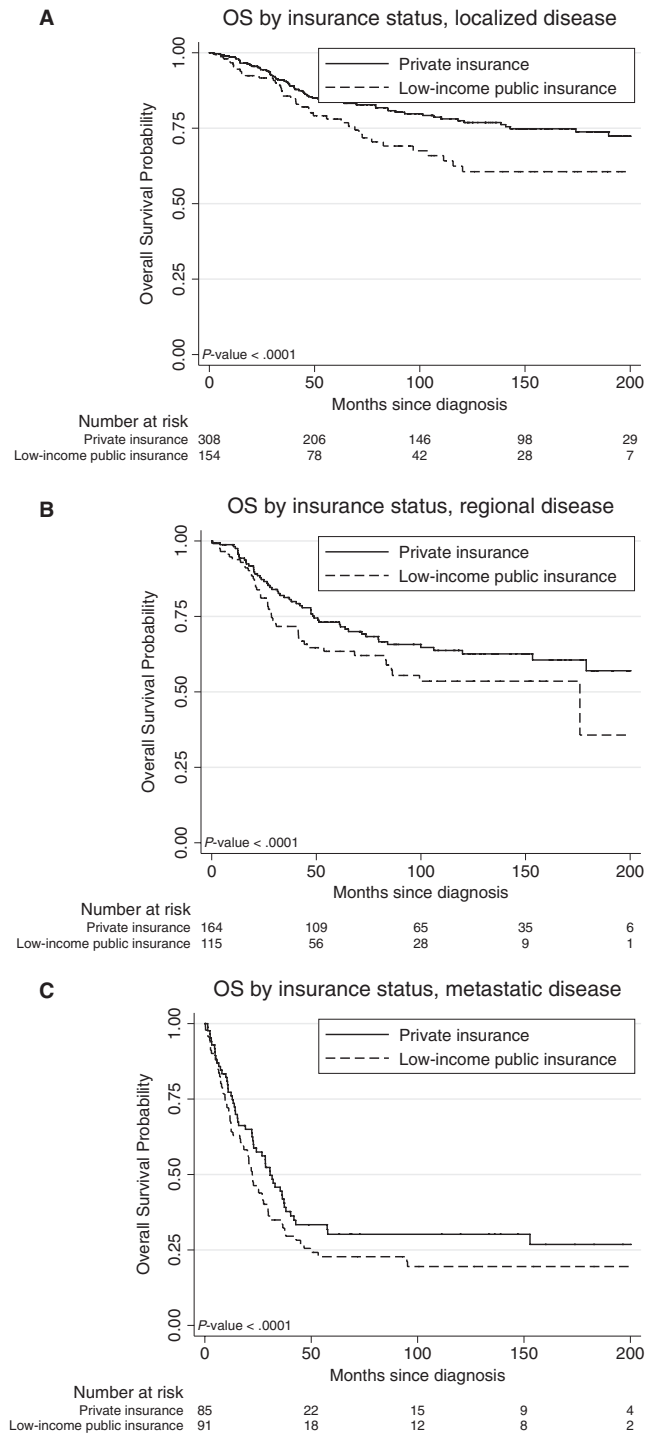 A
OS by insurance status, localized disease
Private insurance
Low-income public insurance
1.00
0.75
0.50
0.25
0.00
Overall Survival Probability
P-value < .0001
0 50 100 150 200
Months since diagnosis
Number at risk
Private insurance 308 206 146 98 29
Low-income public insurance 154 78 42 28 7
B
OS by insurance status, regional disease
Private insurance
Low-income public insurance
1.00
0.75
0.50
0.25
0.00
Overall Survival Probability
P-value < .0001
0 50 100 150 200
Months since diagnosis
Number at risk
Private insurance 164 109 65 35 6
Low-income public insurance 115 56 28 9 1
C
OS by insurance status, metastatic disease
Private insurance
Low-income public insurance
1.00
0.75
0.50
0.25
0.00
Overall Survival Probability
P-value < .0001
0 50 100 150 200
Months since diagnosis
Number at risk
Private insurance 85 22 15 9 4
Low-income public insurance 91 18 12 8 2